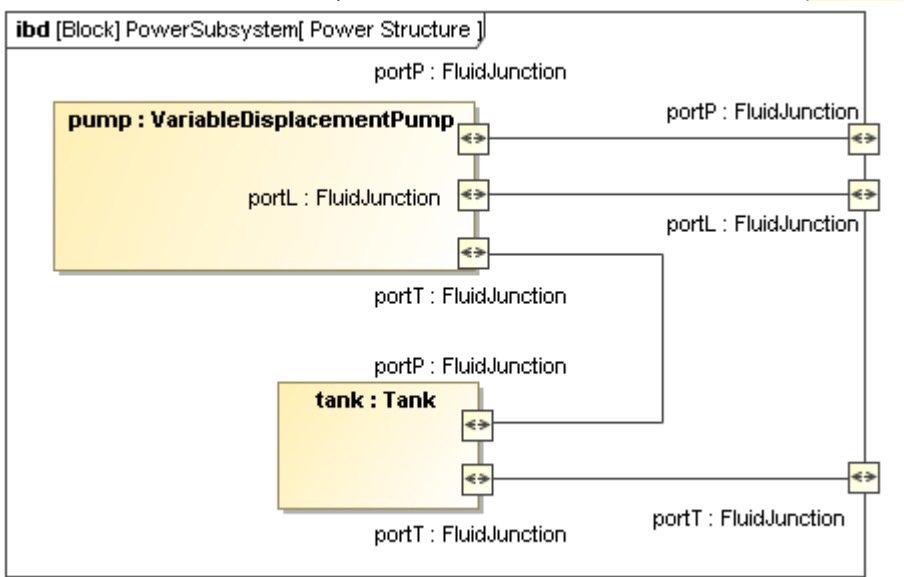 ibd [Block] PowerSubsystem[ Power Structure ]
portP : FluidJunction
pump : VariableDisplacementPump
portP : FluidJunction
portL : FluidJunction
portL : FluidJunction
portT : FluidJunction
portP : FluidJunction
tank : Tank
portT : FluidJunction
portT : FluidJunction